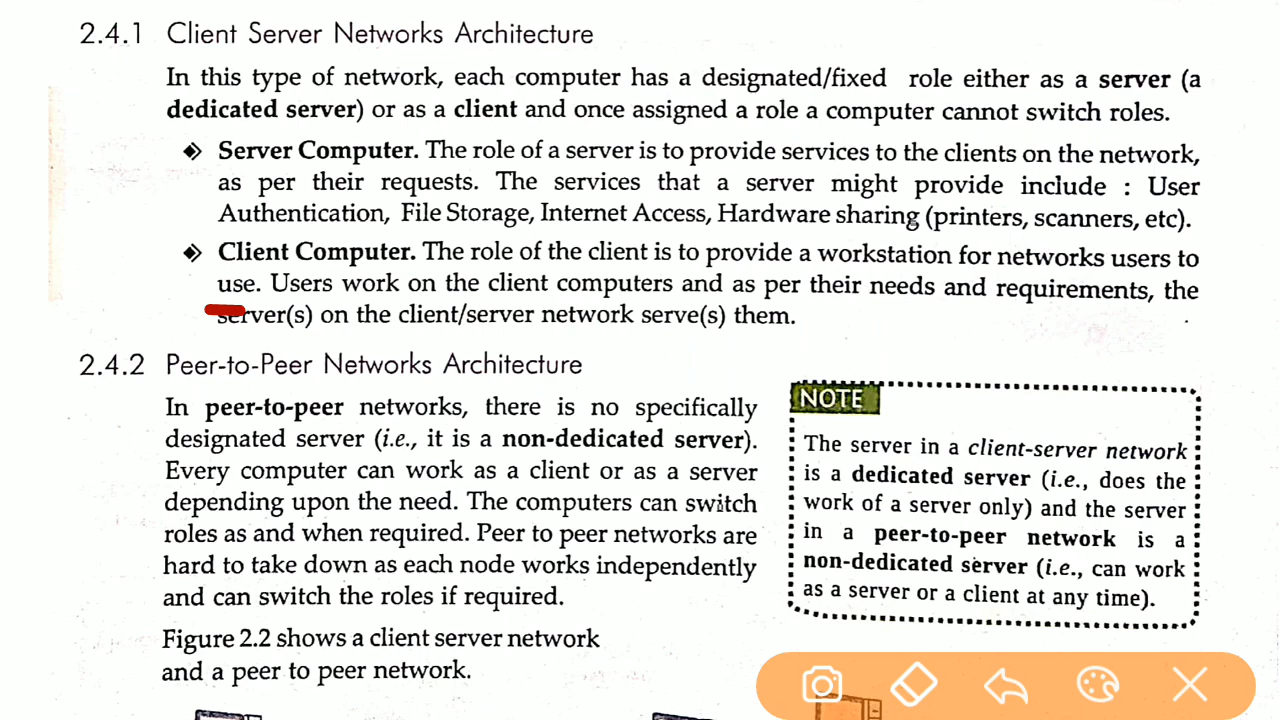 2.4.1 Client Server Networks Architecture
In this type of network, each computer has a designated/fixed role either as a server (a
dedicated server) or as a client and once assigned a role a computer cannot switch roles.
Server Computer. The role of a server is to provide services to the clients on the network,
as per their requests. The services that a server might provide include : User
Authentication, File Storage, Internet Access, Hardware sharing (printers, scanners, etc).
Client Computer. The role of the client is to provide a workstation for networks users to
use. Users work on the client computers and as per their needs and requirements, the
server(s) on the client/server network serve(s) them.
2.4.2 Peer-to-Peer Networks Architecture
In peer-to-peer networks, there is no specifically
designated server (i.e., it is a non-dedicated server).
Every computer can work as a client or as a server
depending upon the need. The computers can switch
roles as and when required. Peer to peer networks are
hard to take down as each node works independently
and can switch the roles if required.
Figure 2.2 shows a client server network
and a peer to peer network.
NOTE
The server in a client-server network
is a dedicated server (i.e., does the
work of a server only) and the server
in a peer-to-peer network is a
non-dedicated server (i.e., can work
as a server or a client at any time).